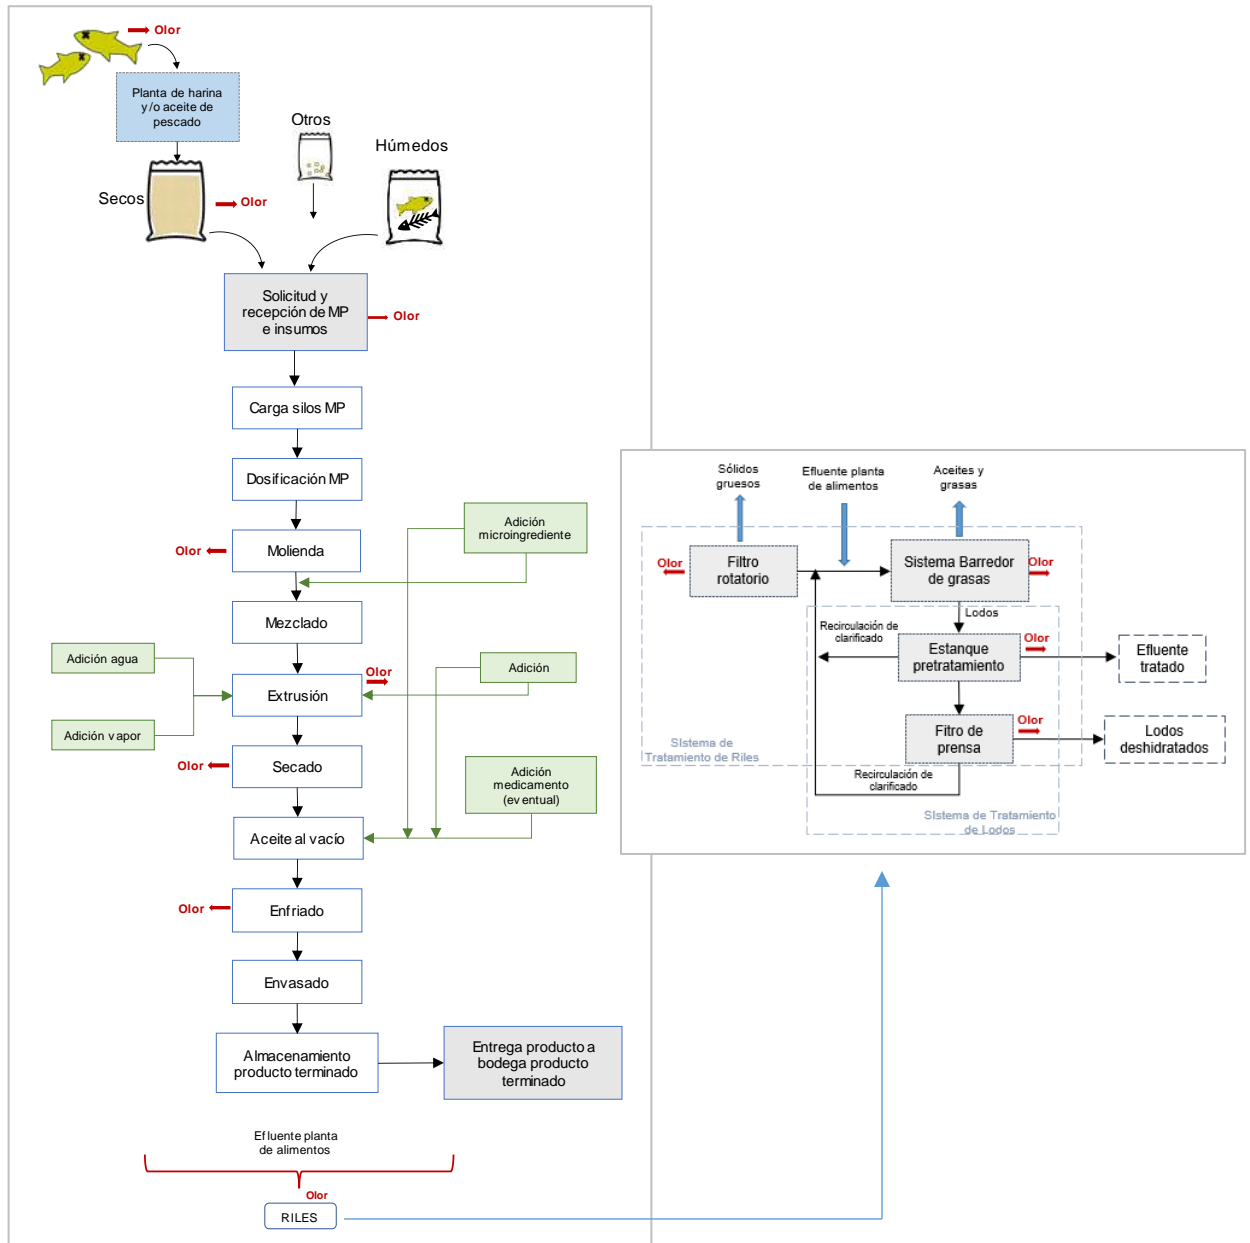 Olor
Planta de harina
y/o aceite de
pescado
Otros
Húmedos
Secos
Olor
Solicitud y
recepción de MP
e insumos
Olor
Carga silos MP
Dosificación MP
Adición
microingrediente
Olor
Molienda
Mezclado
Adición agua
Olor
Adición
Extrusión
Adición vapor
Olor
Secado
Adición
medicamento
(eventual)
Aceite al vacío
Olor
Enfriado
Envasado
Almacenamiento
producto terminado
Entrega producto a
bodega producto
terminado
Efluente planta
de alimentos
Olor
RILES
Sólidos
gruesos
Efluente planta
de alimentos
Aceites y
grasas
Olor
Filtro
rotatorio
Sistema Barredor
de grasas
Olor
Lodos
Recirculación de
clarificado
Estanque
pretratamiento
Olor
Efluente
tratado
Fitro de
prensa
Olor
Lodos
deshidratados
Sistema de
Tratamiento de Riles
Recirculación de
clarificado
Sistema de Tratamiento
de Lodos